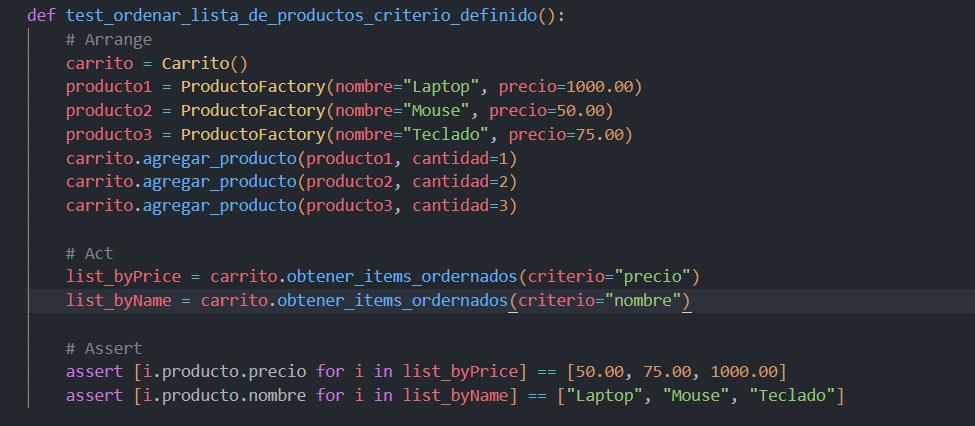 def test_ordenar_lista_de_productos_criterio_definido():
# Arrange
carrito = Carrito()
producto1 = ProductoFactory(nombre="Laptop", precio=1000.00)
producto2 = ProductoFactory(nombre="Mouse", precio=50.00)
producto3 = ProductoFactory(nombre="Teclado", precio=75.00)
carrito.agregar_producto(producto1, cantidad=1)
carrito.agregar_producto(producto2, cantidad=2)
carrito.agregar_producto(producto3, cantidad=3)
# Act
list_byPrice = carrito.obtener_items_ordernados(criterio="precio")
list_byName = carrito.obtener_items_ordernados(criterio="nombre")
# Assert
assert [i.producto.precio for i in list_byPrice] == [50.00, 75.00, 1000.00]
assert [i.producto.nombre for i in list_byName] == ["Laptop", "Mouse", "Teclado"]